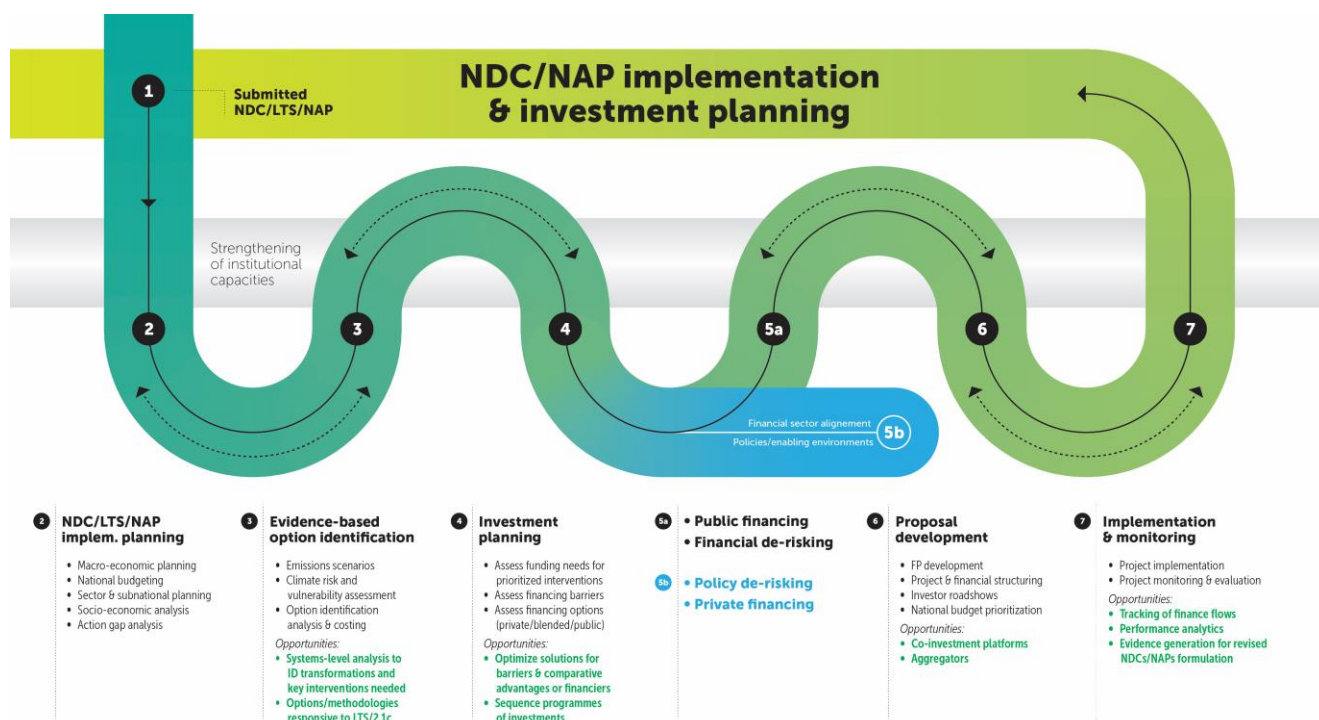 NDC/NAP implementation
& investment planning
1
Submitted
NDC/LTS/NAP
Strengthening
of institutional
capacities
2
3
4
5a
6
7
Financial sector alignement
Policies/enabling environments
5b
2
NDC/LTS/NAP
implem. planning
• Macro-economic planning
• National budgeting
• Sector & subnational planning
• Socio-economic analysis
• Action gap analysis
3
Evidence-based
option identification
• Emissions scenarios
• Climate risk and
vulnerability assessment
• Option identification
analysis & costing
Opportunities:
• Systems-level analysis to
ID transformations and
key interventions needed
• Options/methodologies
responsive to LTS/2.1c
4
Investment
planning
• Assess funding needs for
prioritized interventions
• Assess financing barriers
• Assess financing options
(private/blended/public)
Opportunities:
• Optimize solutions for
barriers & comparative
advantages or financiers
• Sequence programmes
of investments
5a
• Public financing
• Financial de-risking
5b
• Policy de-risking
• Private financing
6
Proposal
development
• FP development
• Project & financial structuring
• Investor roadshows
• National budget prioritization
Opportunities:
• Co-investment platforms
• Aggregators
7
Implementation
& monitoring
• Project implementation
• Project monitoring & evaluation
Opportunities:
• Tracking of finance flows
• Performance analytics
• Evidence generation for revised
NDCs/NAPs formulation